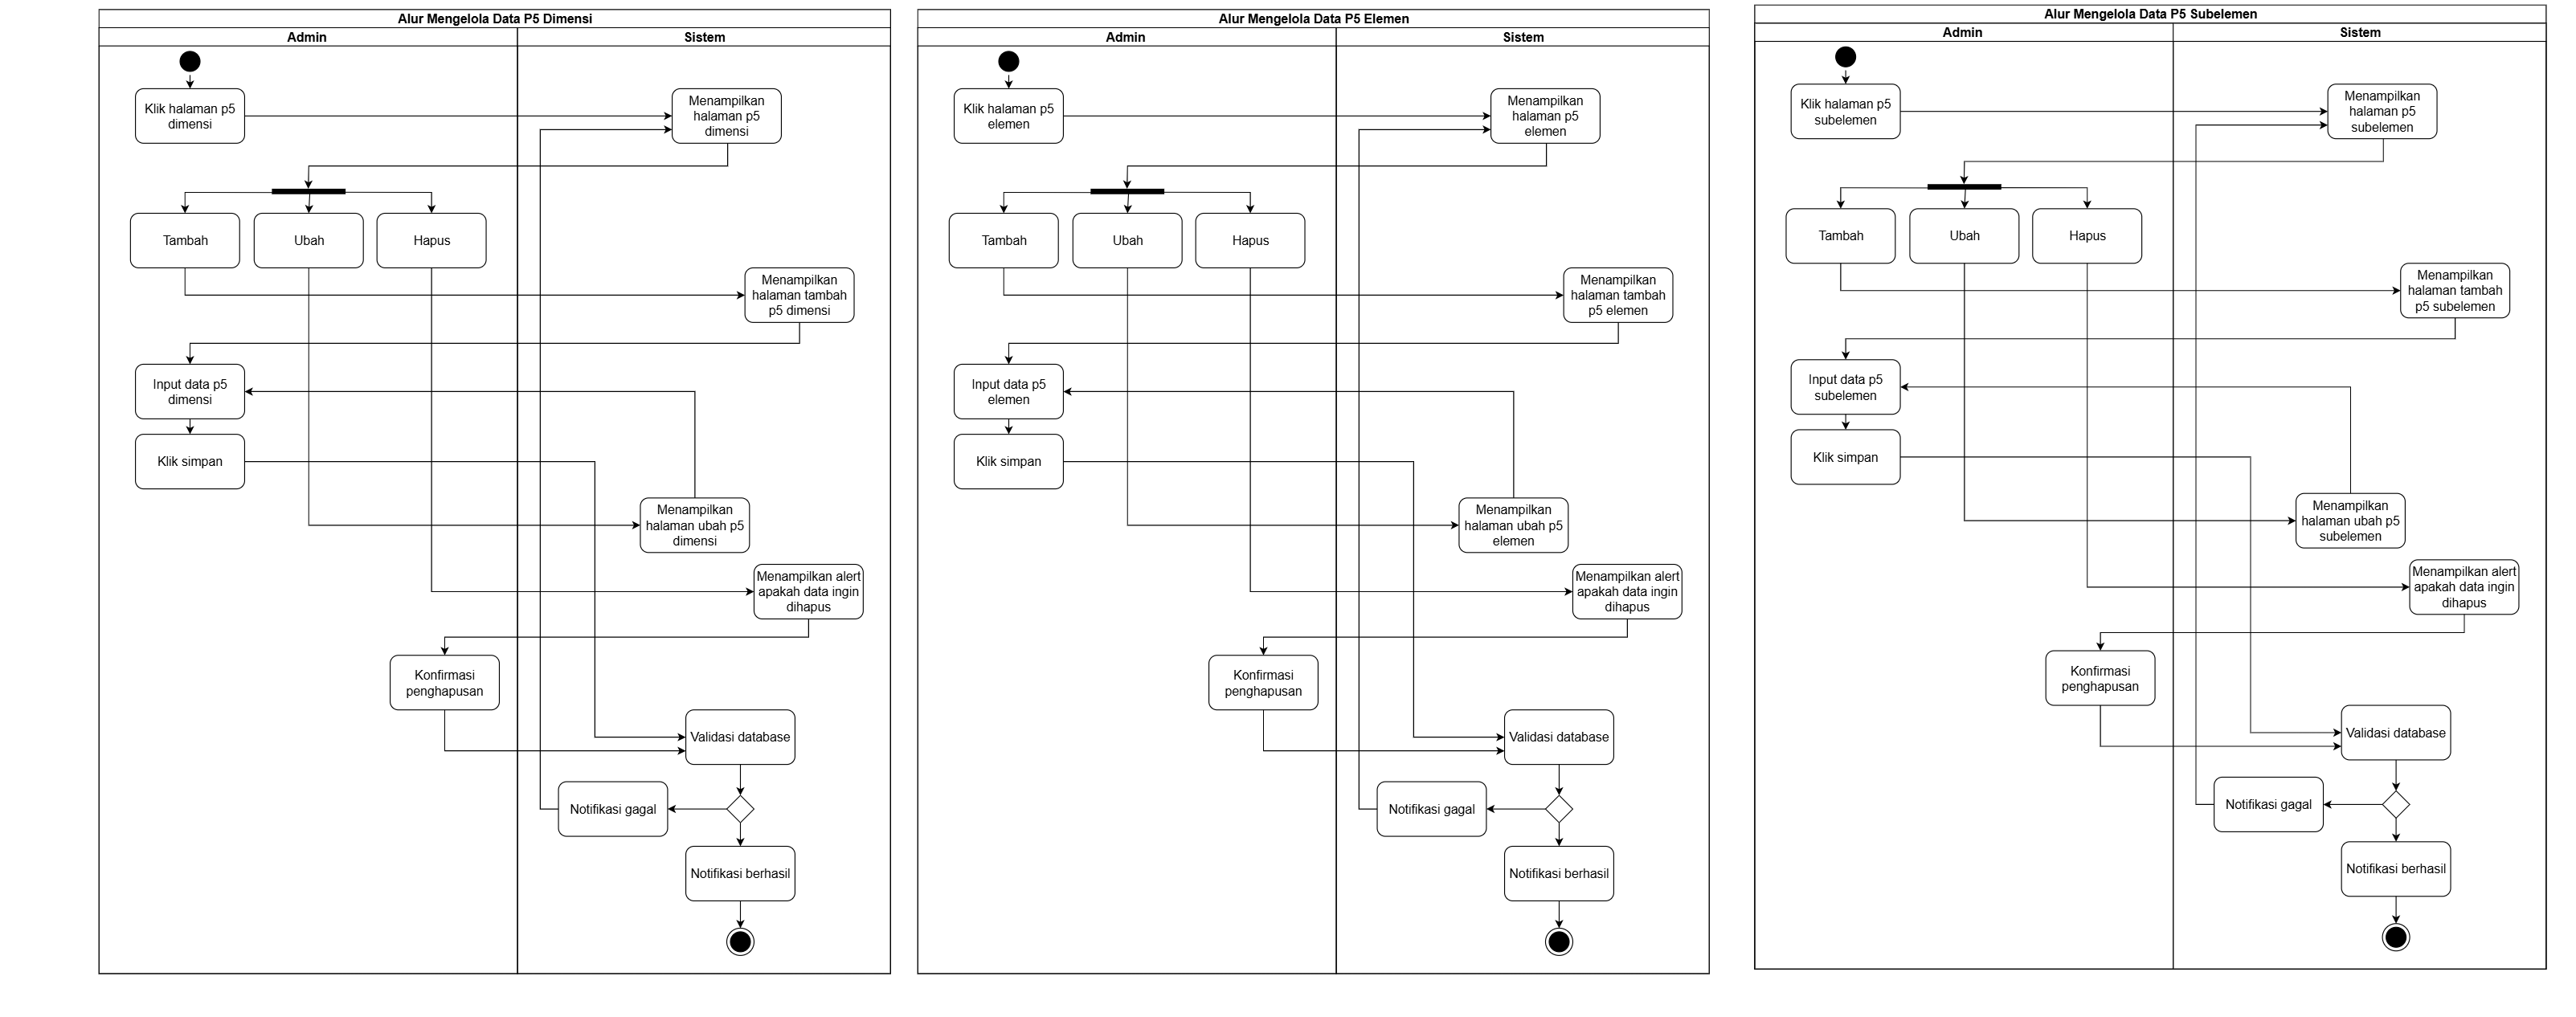 Alur Mengelola Data P5 Dimensi
Admin
Sistem
Klik halaman p5
dimensi
Menampilkan
halaman p5
dimensi
Tambah
Ubah
Hapus
Menampilkan
halaman tambah
p5 dimensi
Input data p5
dimensi
Klik simpan
Menampilkan
halaman ubah p5
dimensi
Menampilkan alert
apakah data ingin
dihapus
Konfirmasi
penghapusan
Validasi database
Notifikasi gagal
Notifikasi berhasil
Alur Mengelola Data P5 Elemen
Admin
Sistem
Klik halaman p5
elemen
Menampilkan
halaman p5
elemen
Tambah
Ubah
Hapus
Menampilkan
halaman tambah
p5 elemen
Input data p5
elemen
Klik simpan
Menampilkan
halaman ubah p5
elemen
Menampilkan alert
apakah data ingin
dihapus
Konfirmasi
penghapusan
Validasi database
Notifikasi gagal
Notifikasi berhasil
Alur Mengelola Data P5 Subelemen
Admin
Sistem
Klik halaman p5
subelemen
Menampilkan
halaman p5
subelemen
Tambah
Ubah
Hapus
Menampilkan
halaman tambah
p5 subelemen
Input data p5
subelemen
Klik simpan
Menampilkan
halaman ubah p5
subelemen
Menampilkan alert
apakah data ingin
dihapus
Konfirmasi
penghapusan
Validasi database
Notifikasi gagal
Notifikasi berhasil